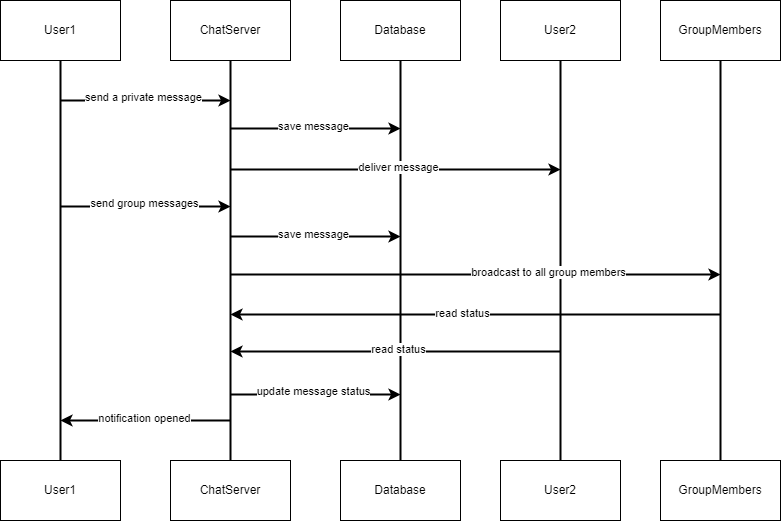 User1
ChatServer
Database
User2
GroupMembers
send a private message
save message
deliver message
send group messages
save message
broadcast to all group members
read status
read status
update message status
notification opened
User1
ChatServer
Database
User2
GroupMembers